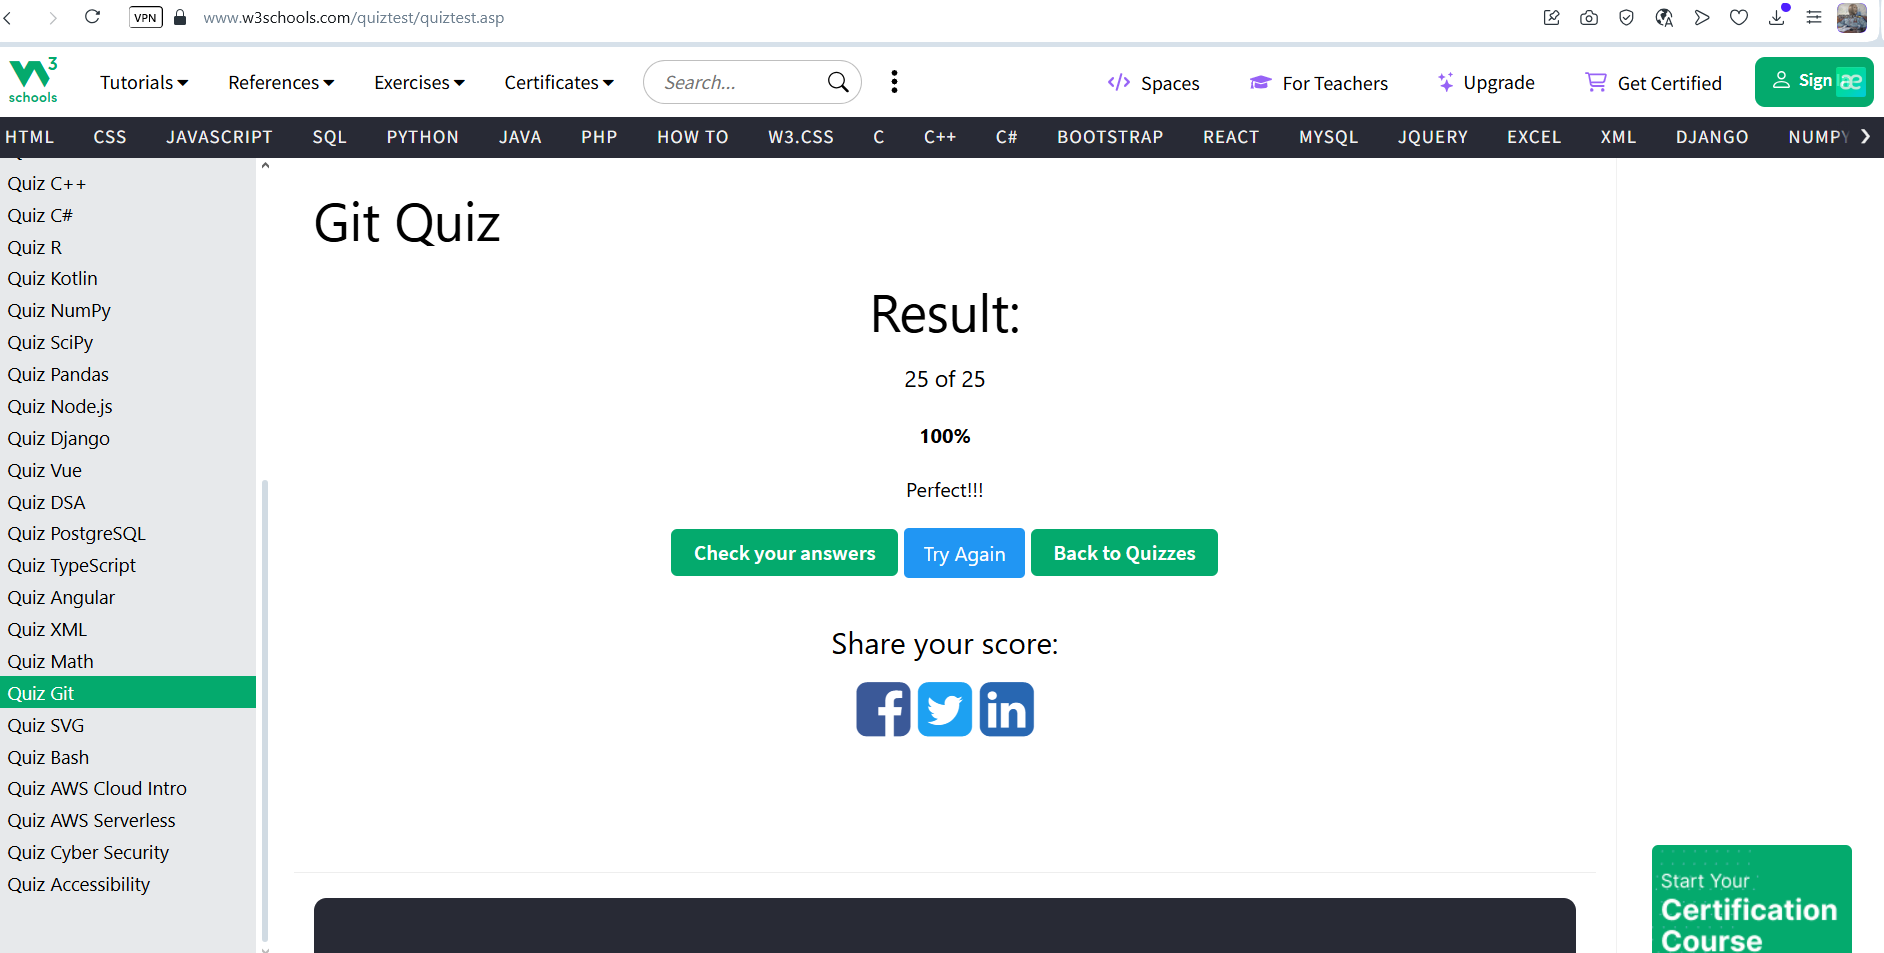 VPN
www.w3schools.com/quiztest/quiztest.asp
3
schools
Tutorials
References
Exercises
Certificates
Search...
Spaces
For Teachers
Upgrade
Get Certified
Sign
æ
HTML CSS JAVASCRIPT SQL PYTHON JAVA PHP HOW TO W3.CSS C C++ C# BOOTSTRAP REACT MYSQL JQUERY EXCEL XML DJANGO NUMPY
Quiz C++
Quiz C#
Quiz R
Quiz Kotlin
Quiz NumPy
Quiz SciPy
Quiz Pandas
Quiz Node.js
Quiz Django
Quiz Vue
Quiz DSA
Quiz PostgreSQL
Quiz TypeScript
Quiz Angular
Quiz XML
Quiz Math
Quiz Git
Quiz SVG
Quiz Bash
Quiz AWS Cloud Intro
Quiz AWS Serverless
Quiz Cyber Security
Quiz Accessibility
Git Quiz
Result:
25 of 25
100%
Perfect!!!
Check your answers
Try Again
Back to Quizzes
Share your score:
f
in
Start Your
Certification
Course